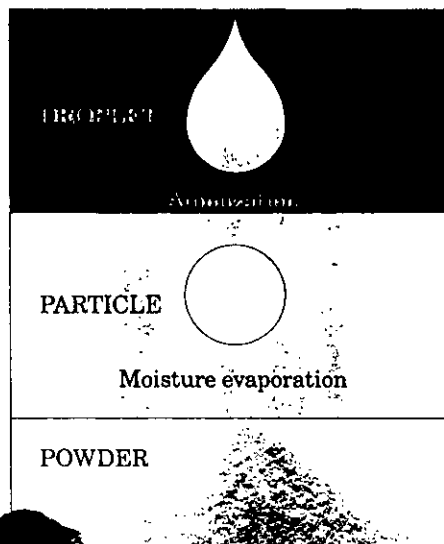 DROPLET
Atomization
PARTICLE
Moisture evaporation
POWDER